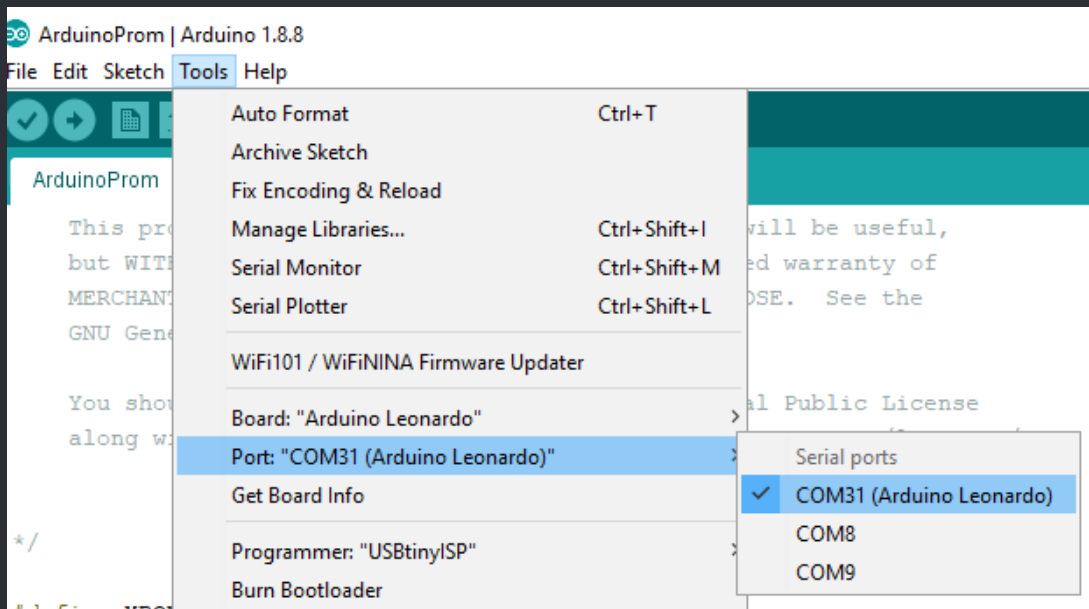 ArduinoProm | Arduino 1.8.8
File Edit Sketch Tools Help
ArduinoProm
Auto Format Ctrl+T
Archive Sketch
Fix Encoding & Reload
Manage Libraries... Ctrl+Shift+I
Serial Monitor Ctrl+Shift+M
Serial Plotter Ctrl+Shift+L
WiFi101 / WiFiNINA Firmware Updater
Board: "Arduino Leonardo"
Port: "COM31 (Arduino Leonardo)"
Get Board Info
Programmer: "USBtinyISP"
Burn Bootloader
Serial ports
COM31 (Arduino Leonardo)
COM8
COM9
This pro will be useful,
but WITH ed warranty of
MERCHANT OSE. See the
GNU Gene
You shou al Public License
along wi
*/